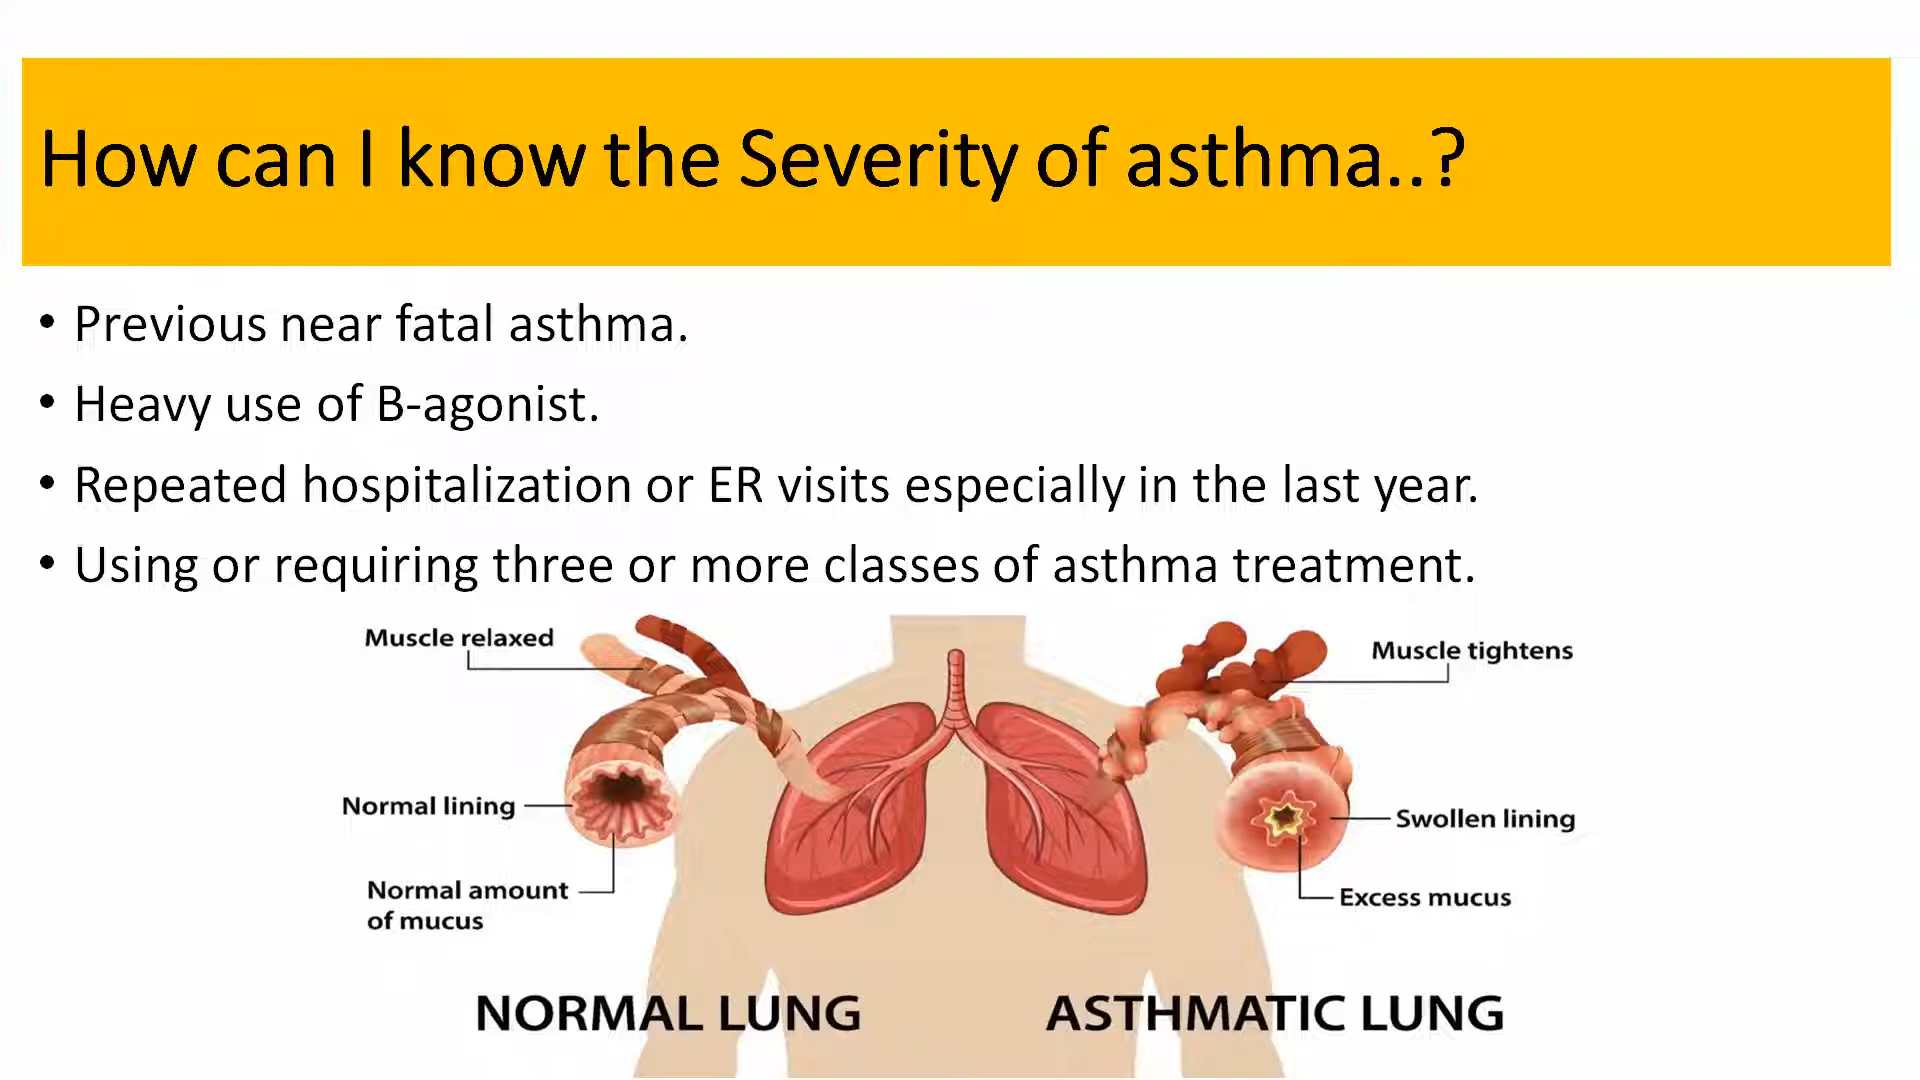 How can I know the Severity of asthma..?
• Previous near fatal asthma.
• Heavy use of B-agonist.
• Repeated hospitalization or ER visits especially in the last year.
• Using or requiring three or more classes of asthma treatment.
Muscle relaxed
Normal lining
Normal amount
of mucus
NORMAL LUNG
Muscle tightens
Swollen lining
Excess mucus
ASTHMATIC LUNG